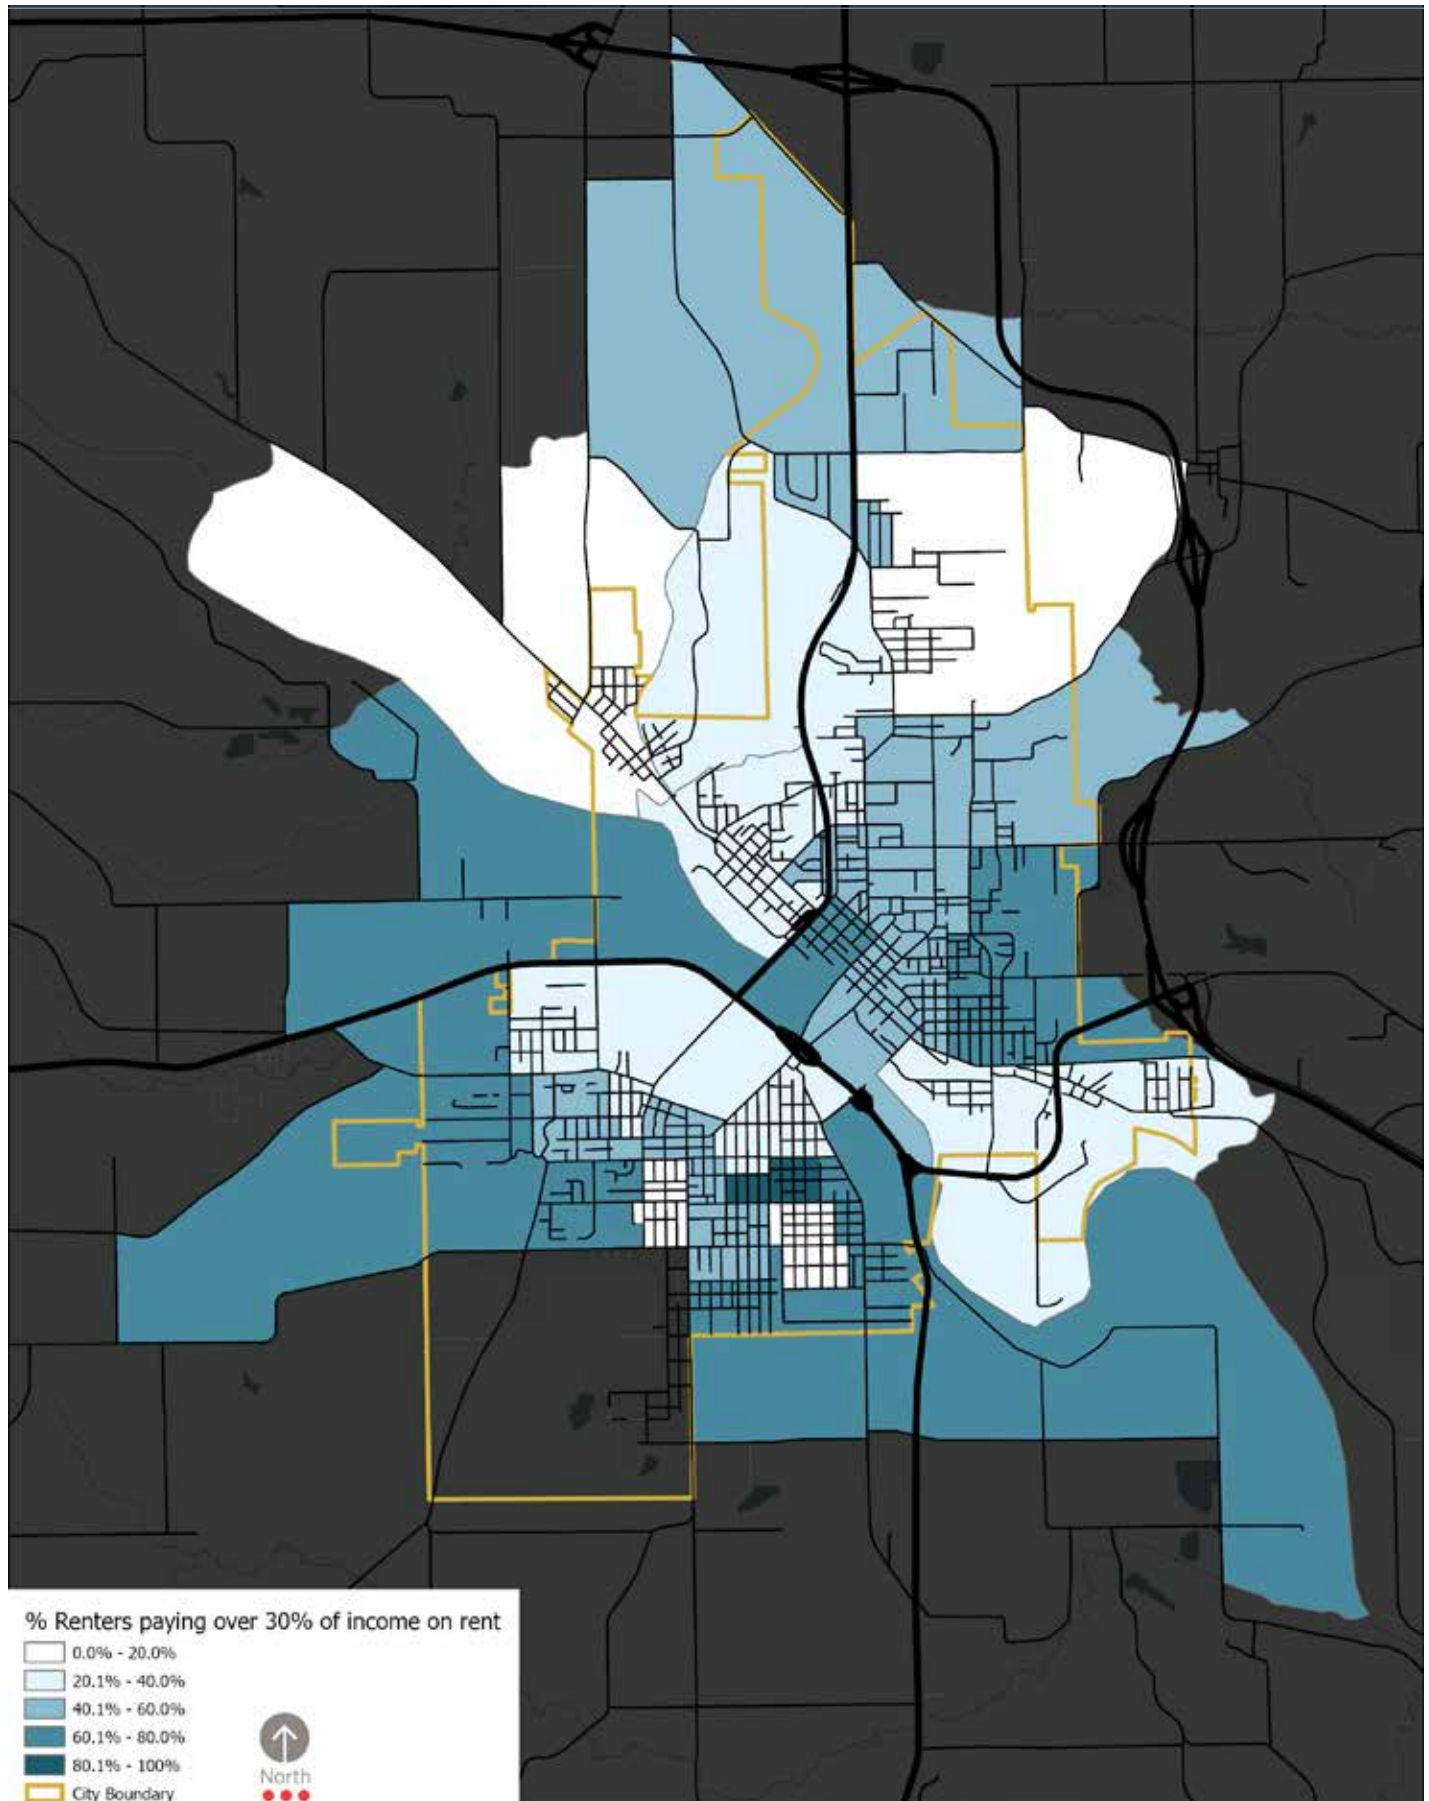 % Renters paying over 30% of income on rent
0.0% - 20.0%
20.1% - 40.0%
40.1% - 60.0%
60.1% - 80.0%
80.1% - 100%
City Boundary
North